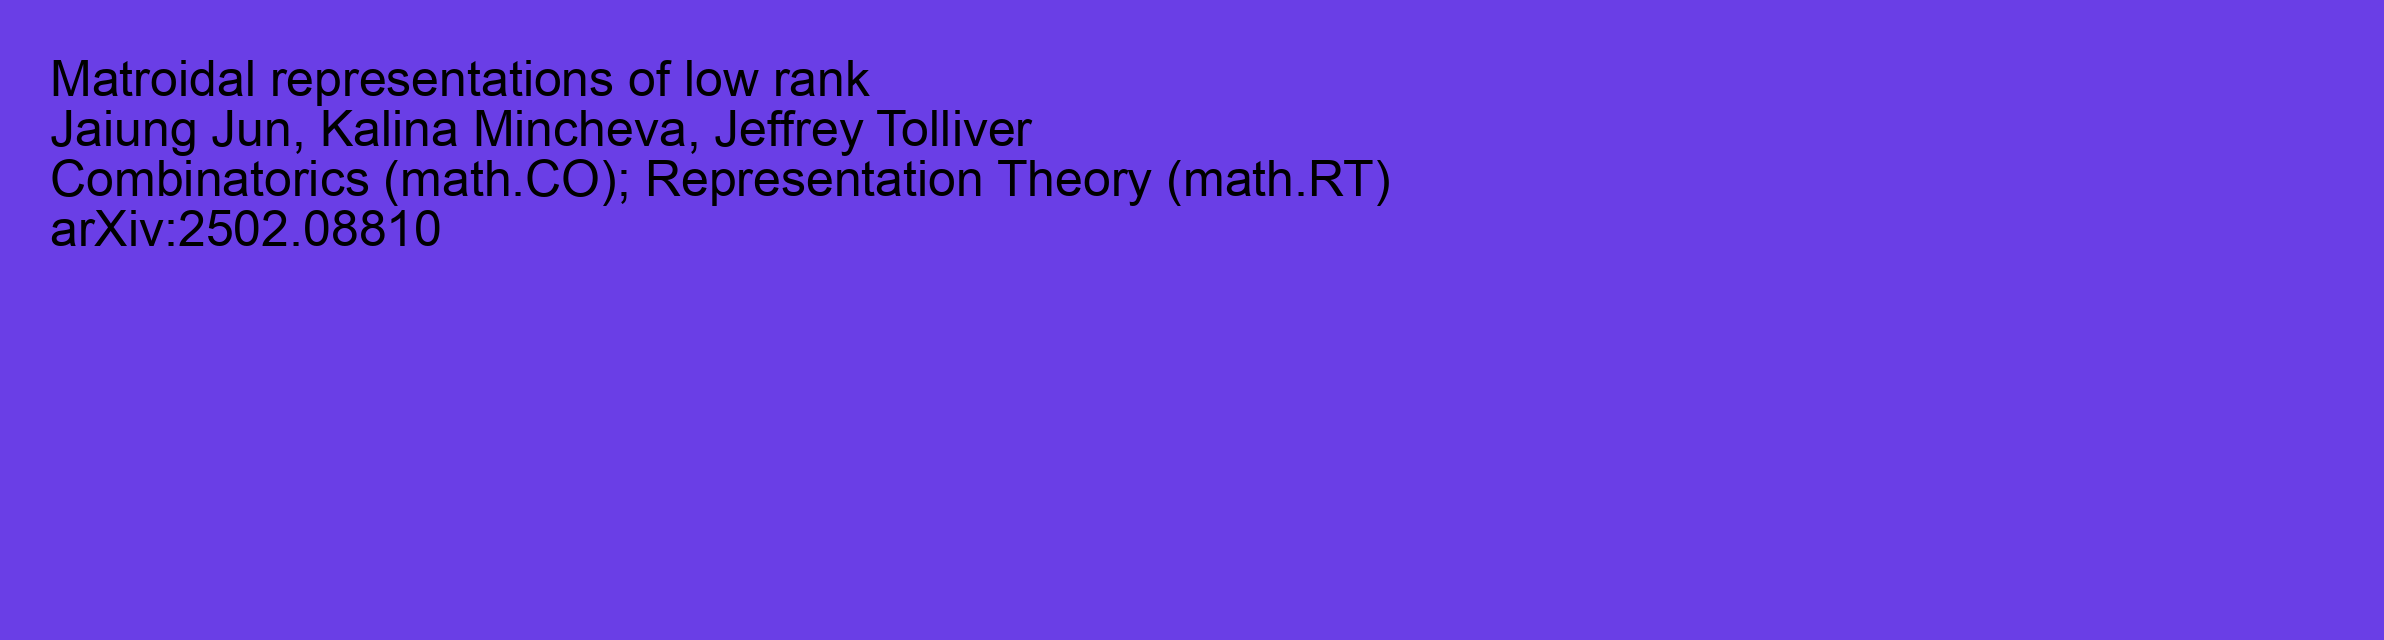 Matroidal representations of low rank
Jaiung Jun, Kalina Mincheva, Jeffrey Tolliver
Combinatorics (math.CO); Representation Theory (math.RT)
arXiv:2502.08810